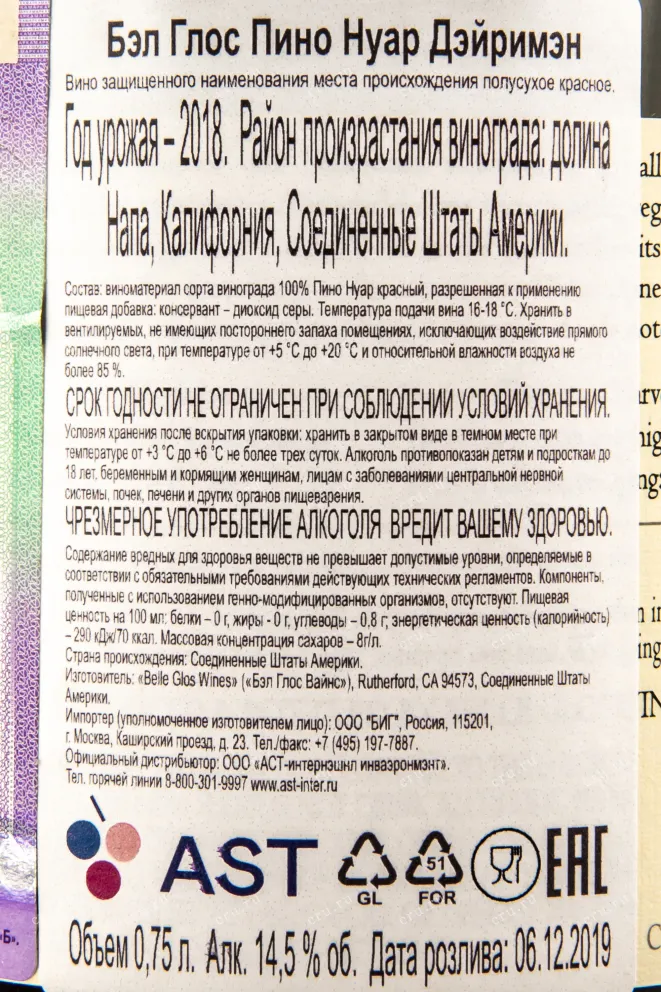 Бэл Глос Пино Нуар Дэйримэн
Вино защищенного наименования места происхождения полусухое красное.
Год урожая – 2018. Район произрастания винограда: долина
Напа, Калифорния, Соединенные Штаты Америки.
Состав: виноматериал сорта винограда 100% Пино Нуар красный, разрешенная к применению
пищевая добавка: консервант – диоксид серы. Температура подачи вина 16-18 °С. Хранить в
вентилируемых, не имеющих постороннего запаха помещениях, исключающих воздействие прямого
солнечного света, при температуре от +5 °С до +20 °С и относительной влажности воздуха не
более 85 %.
СРОК ГОДНОСТИ НЕ ОГРАНИЧЕН ПРИ СОБЛЮДЕНИИ УСЛОВИЙ ХРАНЕНИЯ.
Условия хранения после вскрытия упаковки: хранить в закрытом виде в темном месте при
температуре от +3 °С до +6 °С не более трех суток. Алкоголь противопоказан детям и подросткам до
18 лет, беременным и кормящим женщинам, лицам с заболеваниями центральной нервной
системы, почек, печени и других органов пищеварения.
ЧРЕЗМЕРНОЕ УПОТРЕБЛЕНИЕ АЛКОГОЛЯ ВРЕДИТ ВАШЕМУ ЗДОРОВЬЮ.
Содержание вредных для здоровья веществ не превышает допустимые уровни, определяемые в
соответствии с обязательными требованиями действующих технических регламентов. Компоненты,
полученные с использованием генно-модифицированных организмов, отсутствуют. Пищевая
ценность на 100 мл: белки – 0 г, жиры - 0 г, углеводы – 0,8 г; энергетическая ценность (калорийность)
– 290 кДж/70 ккал. Массовая концентрация сахаров – 8г/л.
Страна происхождения: Соединенные Штаты Америки.
Изготовитель: «Belle Glos Wines» («Бэл Глос Вайнс»), Rutherford, CA 94573, Соединенные Штаты
Америки.
Импортер (уполномоченное изготовителем лицо): ООО "БИГ", Россия, 115201,
г. Москва, Каширский проезд, д. 23. Тел./факс: +7 (495) 197-7887.
Официальный дистрибьютор: ООО «АСТ-интернэшнл инваэронмэнт».
Тел. горячей линии 8-800-301-9997 www.ast-inter.ru
AST
GL
51
FOR
EAC
Объем 0,75 л. Алк. 14,5 % об. Дата розлива: 06.12.2019
«Б».